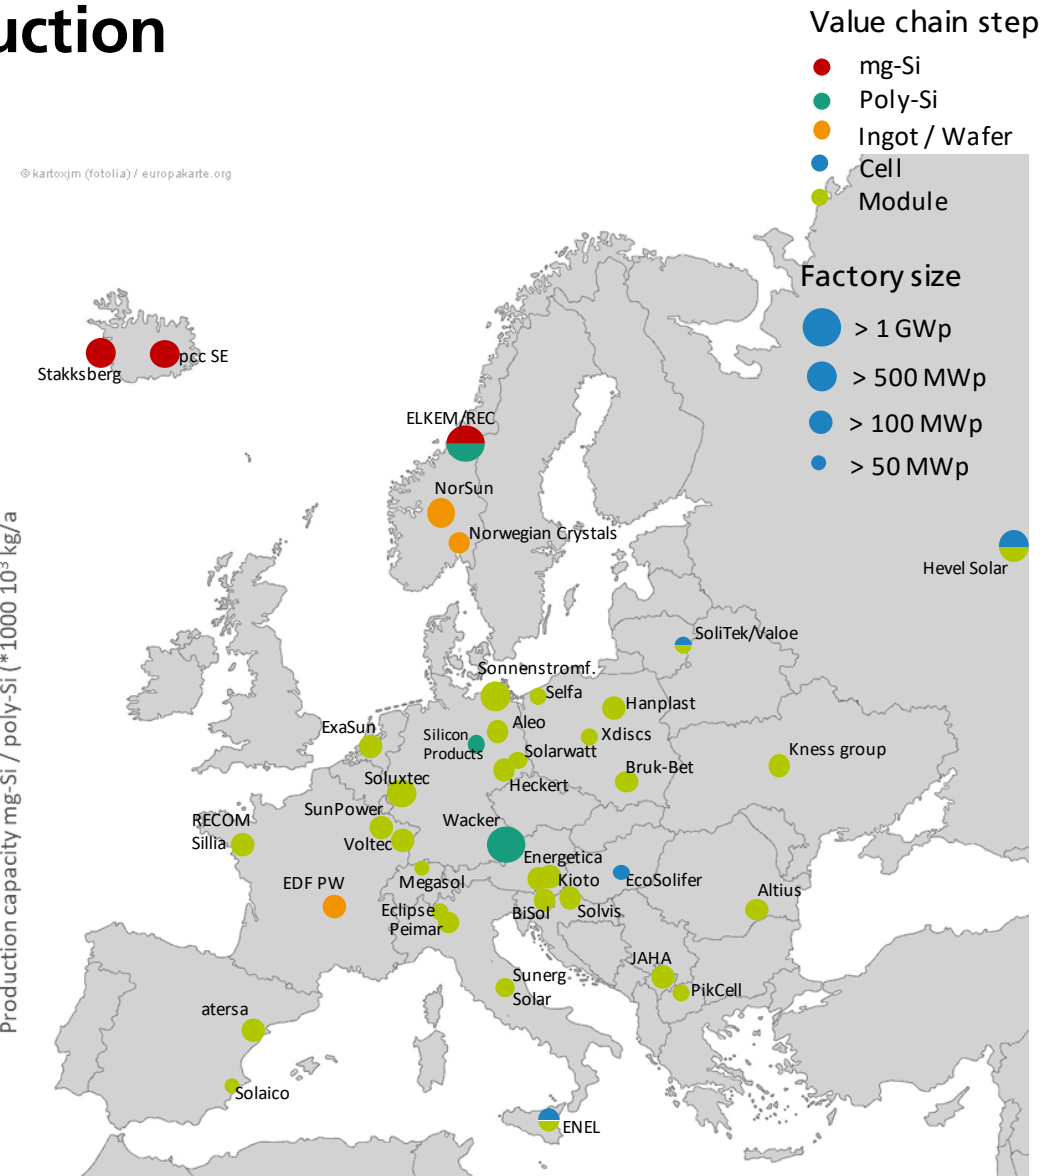 uction
Value chain step
mg-Si
Poly-Si
Ingot / Wafer
Cell
Module
© kartoxjm (fotolia) / europakarte.org
Factory size
> 1 GWp
> 500 MWp
> 100 MWp
> 50 MWp
pcc SE
Stakksberg
ELKEM/REC
NorSun
Norwegian Crystals
Hevel Solar
Production capacity mg-Si / poly-Si (*1000 10³ kg/a
SoliTek/Valoe
Sonnenstromf.
Selfa
Hanplast
ExaSun
Aleo
Silicon
Products
Xdiscs
Solarwatt
Kness group
Bruk-Bet
Soluxtec
Heckert
SunPower
RECOM
Sillia
Wacker
Voltec
Energetica
Megasol
Kioto
EcoSolifer
EDF PW
Altius
Eclipse
BiSol
Solvis
Peimar
JAHA
Sunerg
Solar
PikCell
atersa
Solaico
ENEL